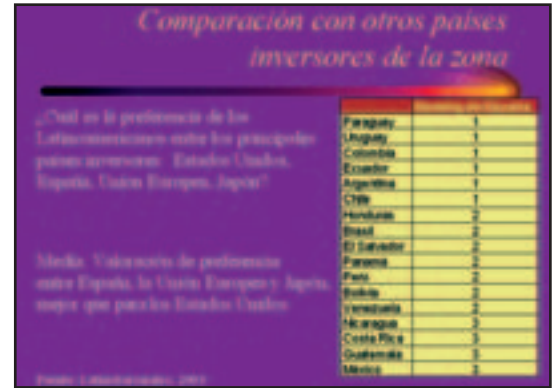 Comparación con otros países
inversores de la zona
¿Cuál es la preferencia de los
Latinoamericanos entre los principales
países inversores: Estados Unidos,
España, Unión Europea, Japón?
Media. Valoración de preferencias
entre España, la Unión Europea y Japón,
mejor que para los Estados Unidos
Paraguay 1
Uruguay 1
Colombia 1
Ecuador 1
Argentina 1
Chile 1
Honduras 2
Brasil 2
El Salvador 2
Panama 2
Perú 2
Bolivia 2
Venezuela 2
Nicaragua 2
Costa Rica 3
Guatemala 3
México 3